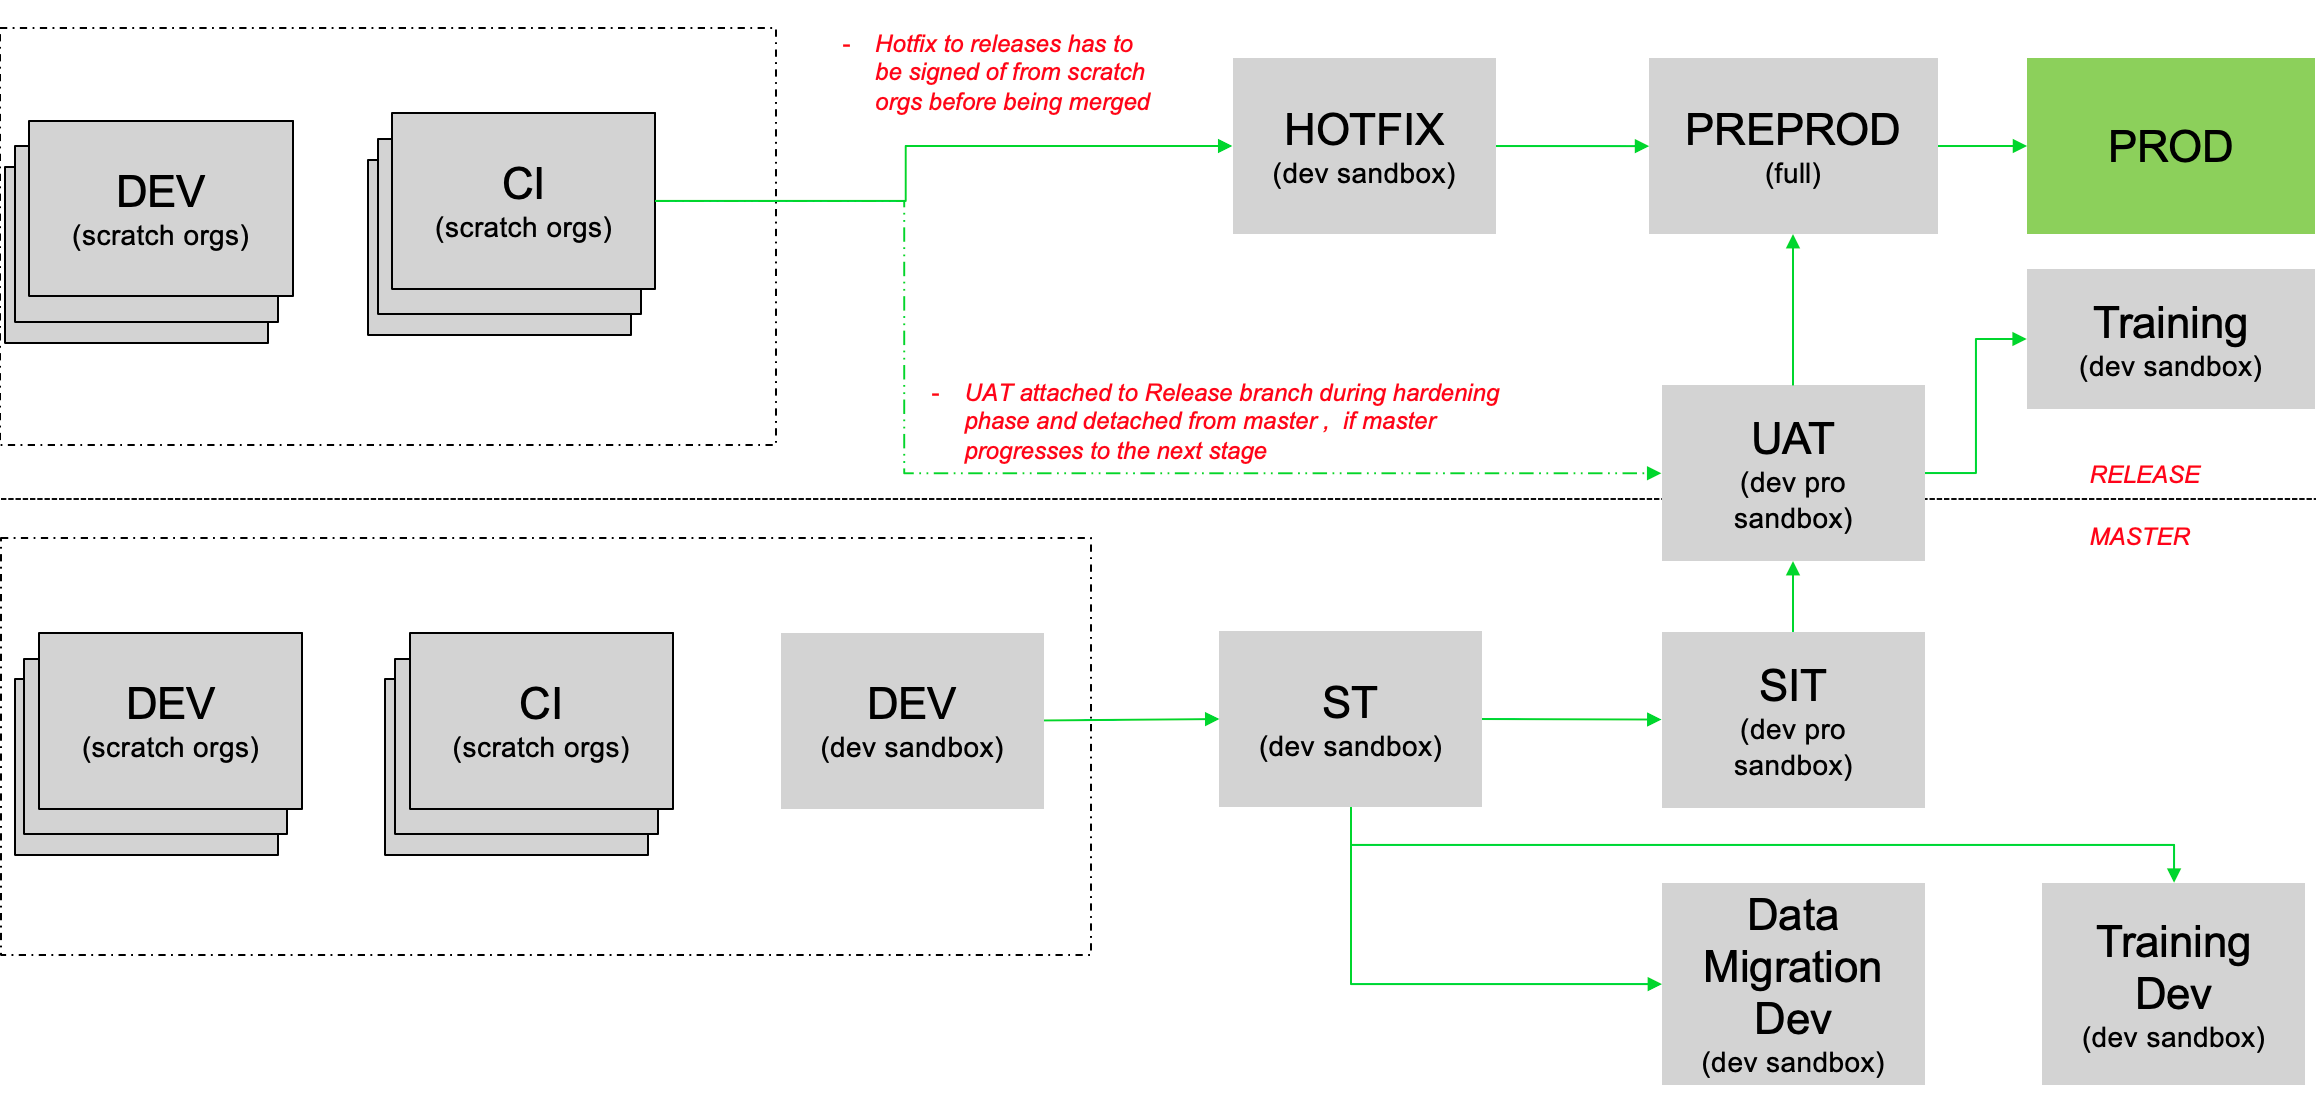 - Hotfix to releases has to
be signed of from scratch
orgs before being merged
DEV
(scratch orgs)
CI
(scratch orgs)
HOTFIX
(dev sandbox)
PREPROD
(full)
PROD
Training
(dev sandbox)
- UAT attached to Release branch during hardening
phase and detached from master , if master
progresses to the next stage
UAT
(dev pro
sandbox)
RELEASE
MASTER
DEV
(scratch orgs)
CI
(scratch orgs)
DEV
(dev sandbox)
ST
(dev sandbox)
SIT
(dev pro
sandbox)
Data
Migration
Dev
(dev sandbox)
Training
Dev
(dev sandbox)